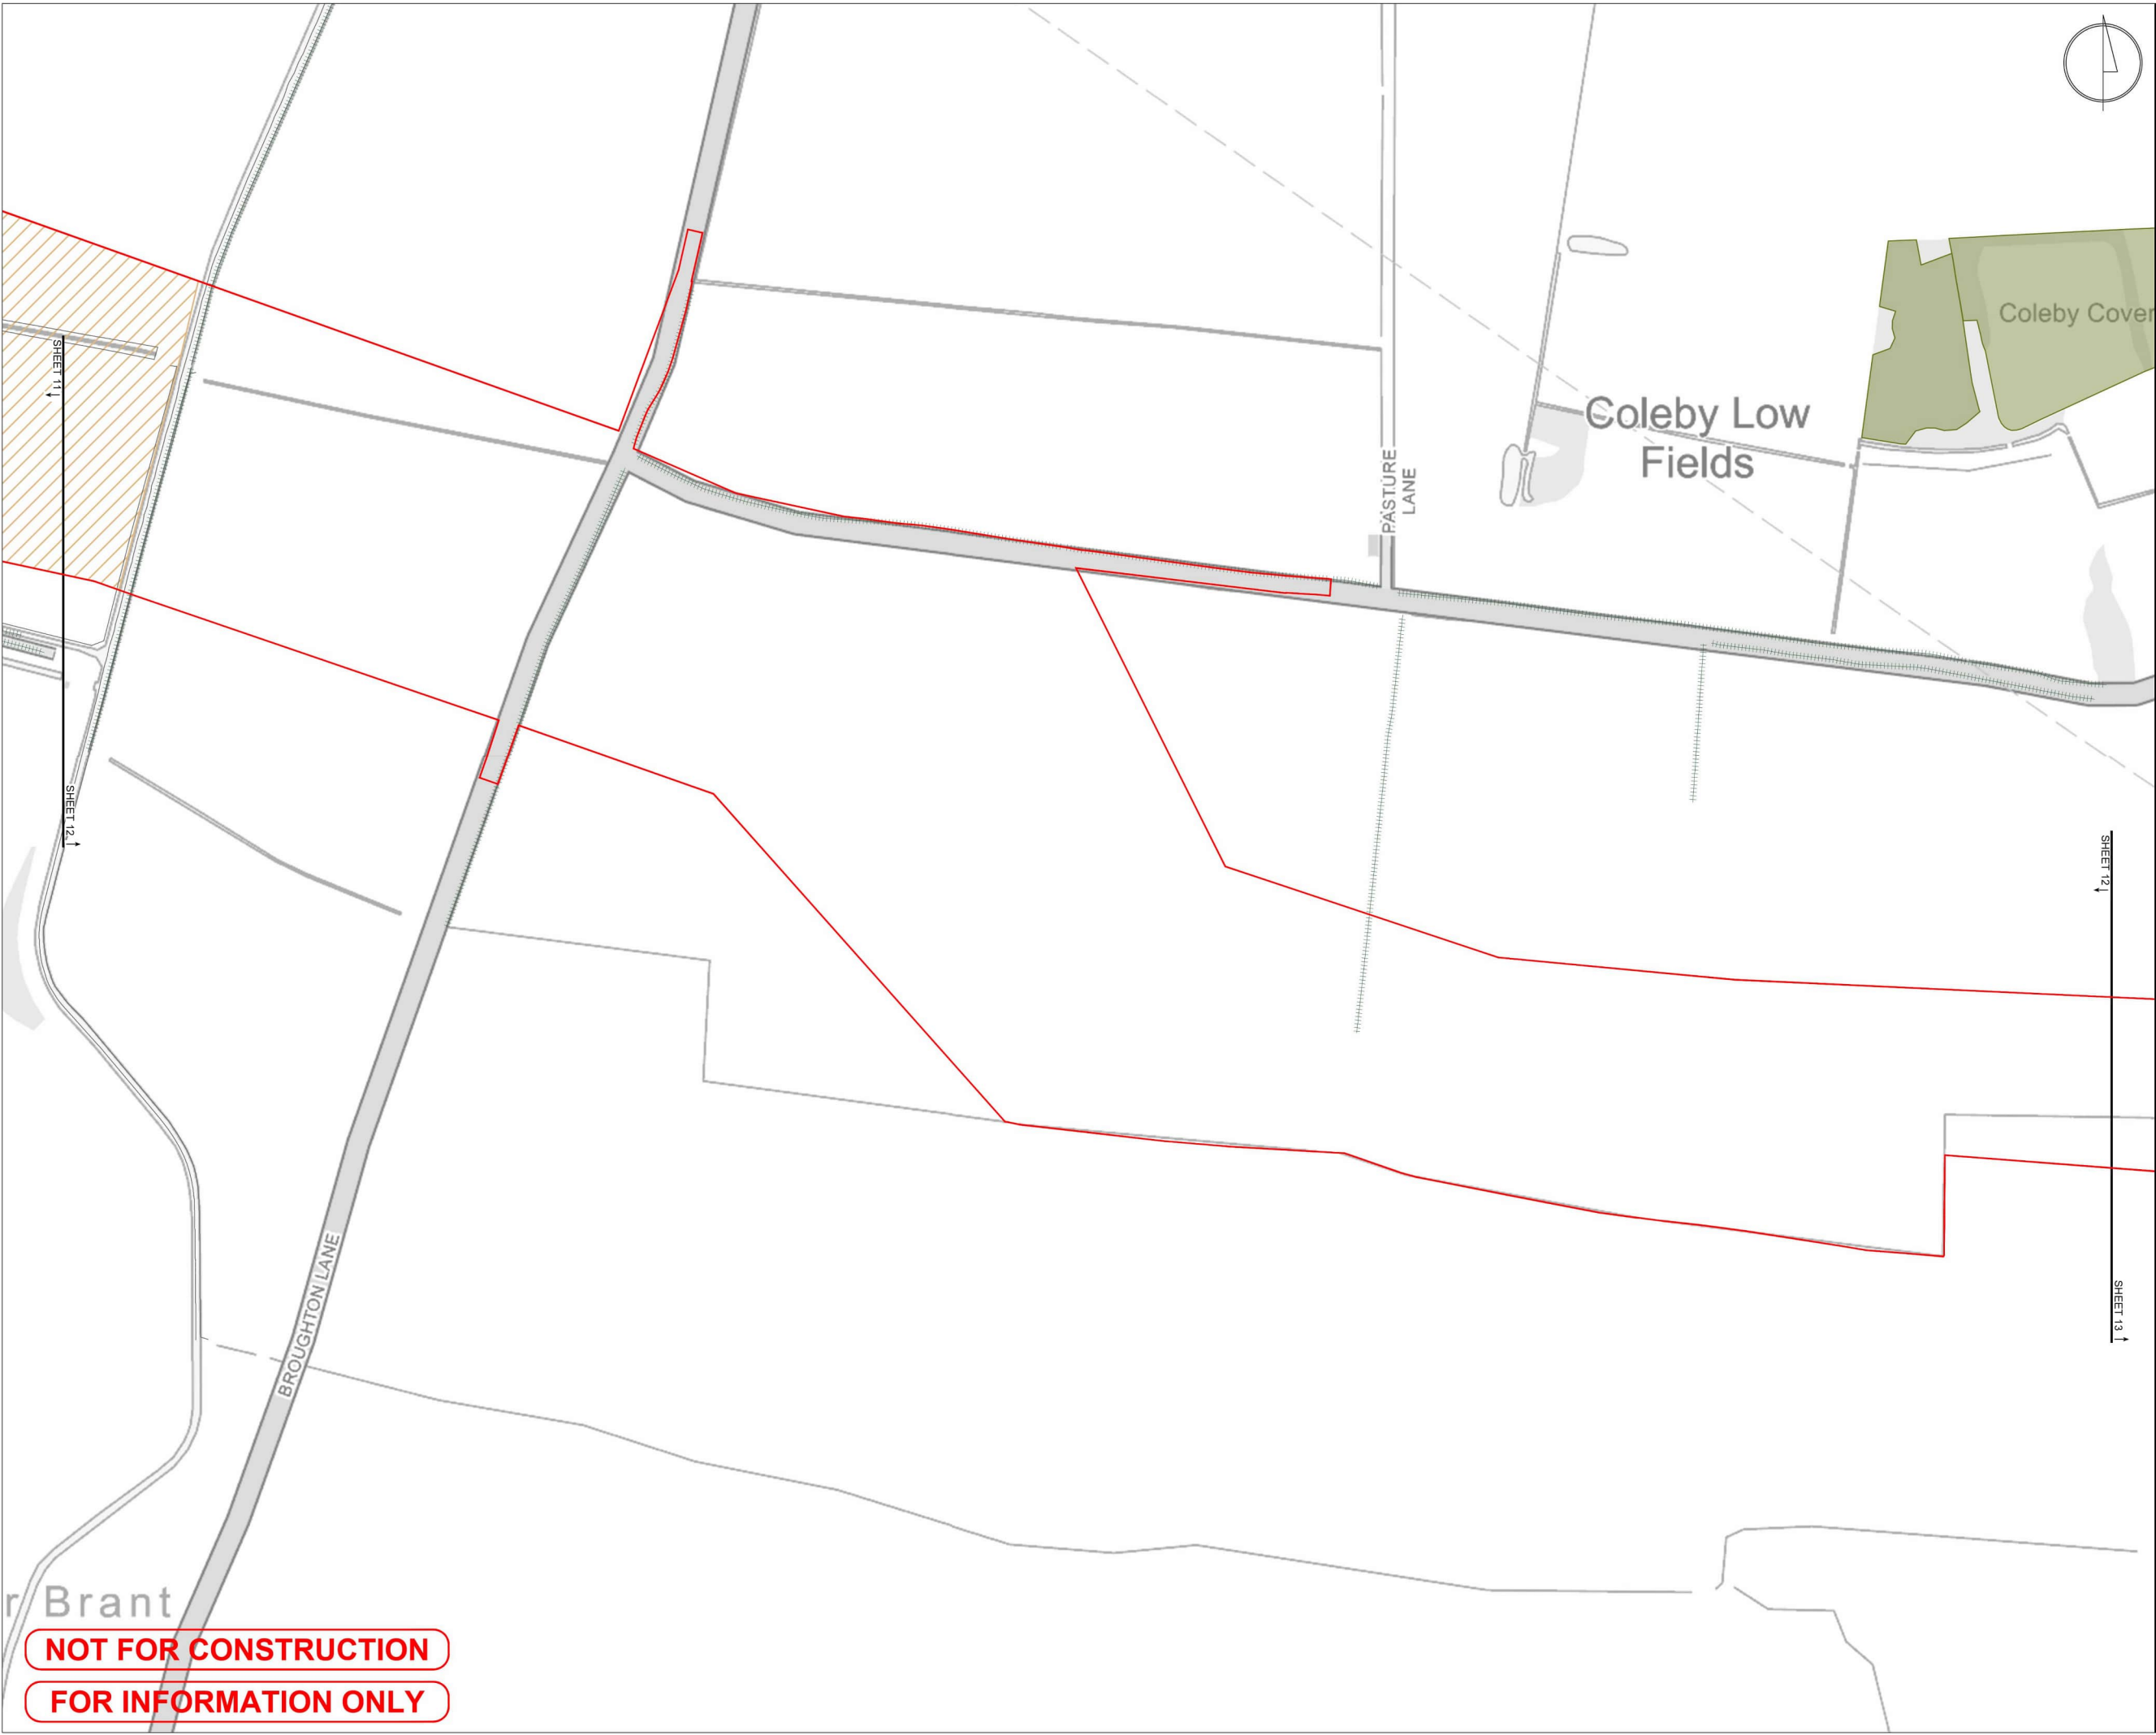 Coleby Cover
SHEET 11
Coleby Low
Fields
PASTURE
LANE
SHEET 12
SHEET 12
SHEET 13
BROUGHTON LANE
r Brant
NOT FOR CONSTRUCTION
FOR INFORMATION ONLY